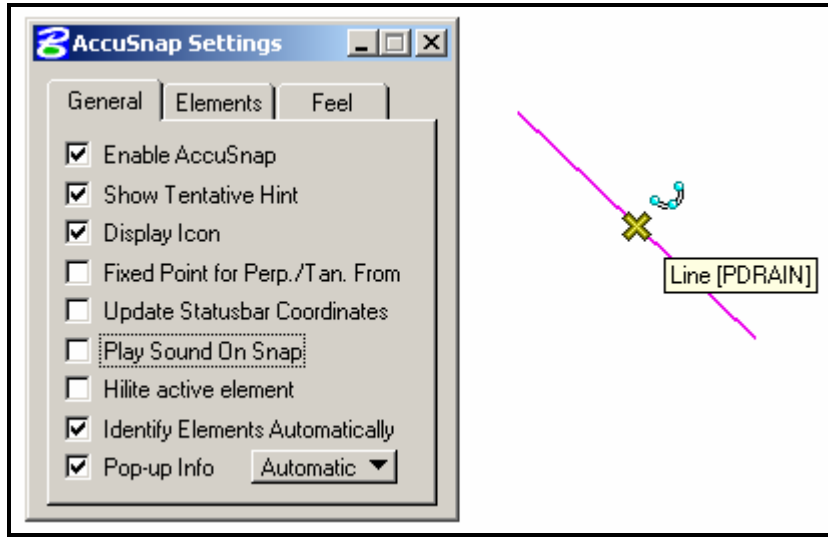 AccuSnap Settings
General Elements Feel
Enable AccuSnap
Show Tentative Hint
Display Icon
Fixed Point for Perp./Tan. From
Update Statusbar Coordinates
Play Sound On Snap
Hilite active element
Identify Elements Automatically
Pop-up Info Automatic
Line [PDRAIN]